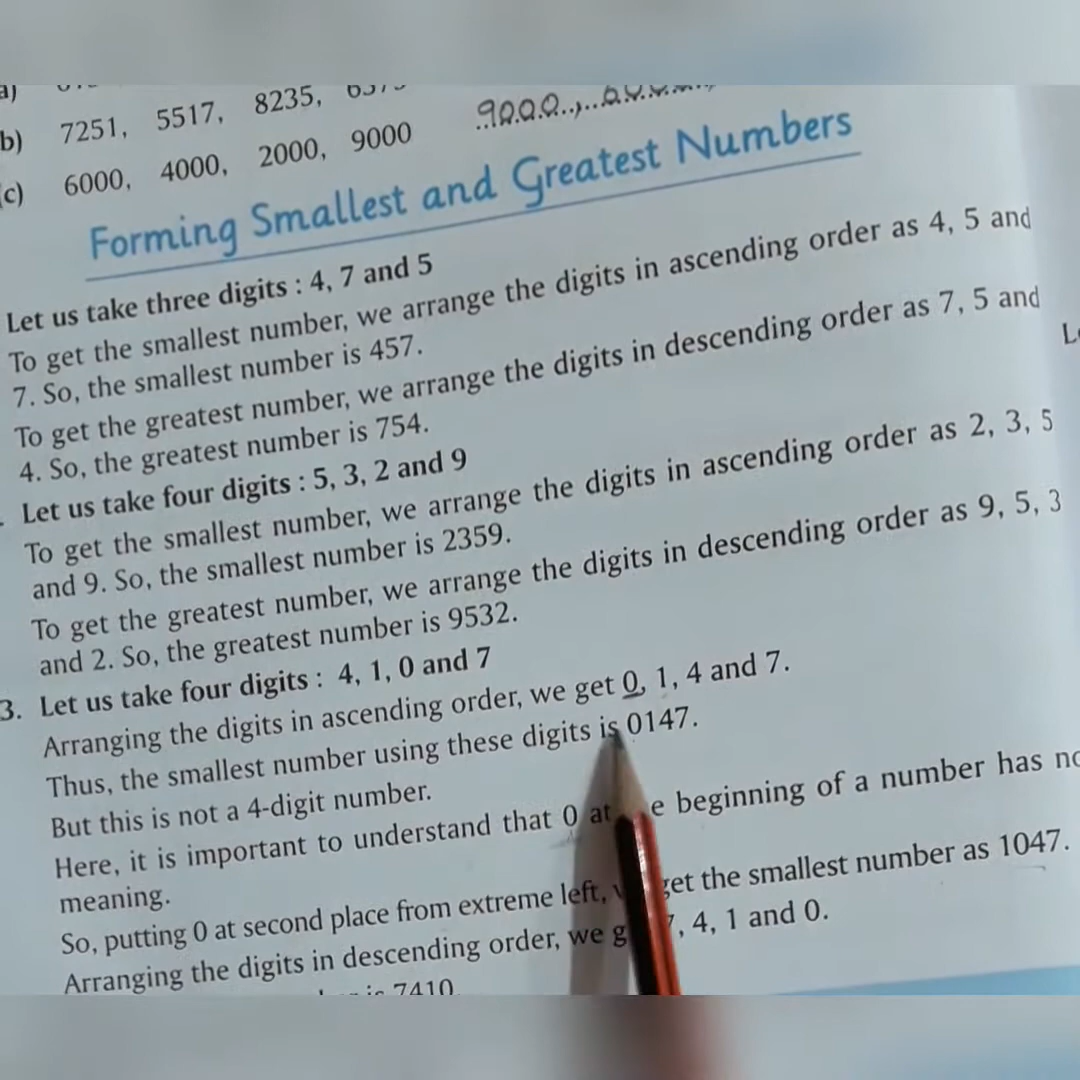 a)
b) 7251, 5517, 8235,
(c) 6000, 4000, 2000, 9000 9000.,
Forming Smallest and Greatest Numbers
Let us take three digits : 4, 7 and 5
To get the smallest number, we arrange the digits in ascending order as 4, 5 and
7. So, the smallest number is 457.
To get the greatest number, we arrange the digits in descending order as 7, 5 and
4. So, the greatest number is 754.
Let us take four digits : 5, 3, 2 and 9
To get the smallest number, we arrange the digits in ascending order as 2, 3, 5
and 9. So, the smallest number is 2359.
To get the greatest number, we arrange the digits in descending order as 9, 5, 3
and 2. So, the greatest number is 9532.
3. Let us take four digits : 4, 1, 0 and 7
Arranging the digits in ascending order, we get 0, 1, 4 and 7.
Thus, the smallest number using these digits is 0147.
But this is not a 4-digit number.
Here, it is important to understand that 0 at beginning of a number has no
meaning.
So, putting 0 at second place from extreme left, get the smallest number as 1047.
Arranging the digits in descending order, we 7, 4, 1 and 0.
is 7410